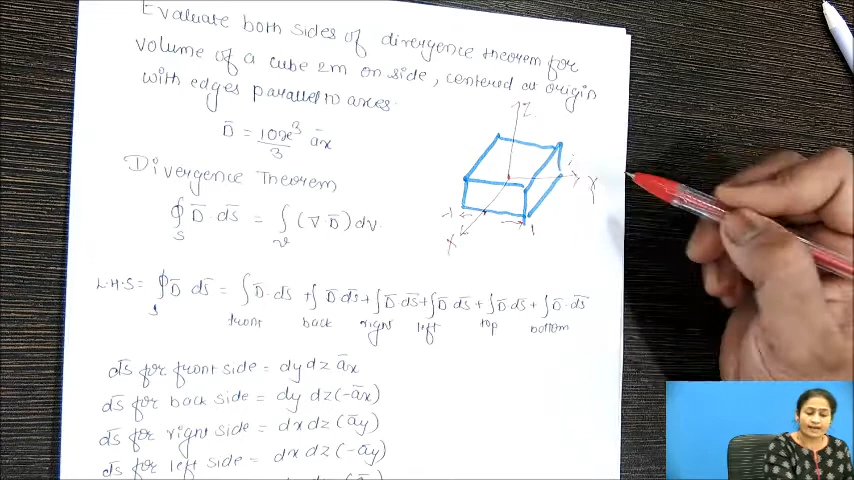 Evaluate both sides of divergence theorem for
volume of a cube 2m on side, centered at origin
with edges parallel to axes.
D̄ = 10x³/3 āx
Z
Y
X
-1
1
Divergence Theorem
∮ₛ D̄·ds̄ = ∫ᵥ (∇·D̄) dv.
L.H.S = ∮ₛ D̄ ds̄ = ∫ D̄·ds̄ + ∫ D̄ ds̄ + ∫ D̄ ds̄ + ∫ D̄ ds̄ + ∫ D̄ ds̄ + ∫ D̄·ds̄
front back right left top bottom
ds̄ for front side = dy dz āx
ds̄ for back side = dy dz (-āx)
ds̄ for right side = dx dz (āy)
ds̄ for left side = dx dz (-āy)